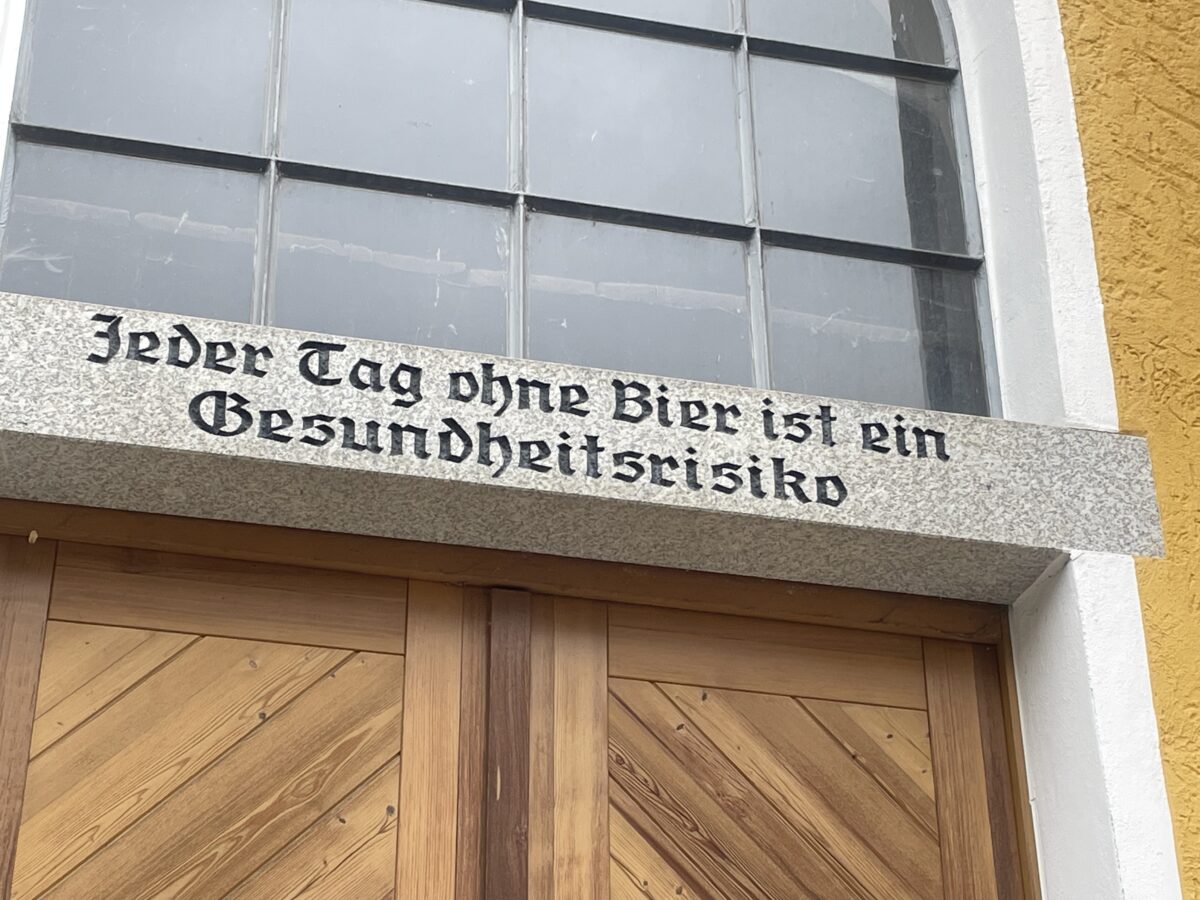 Jeder Tag ohne Bier ist ein
Gesundheitsrisiko